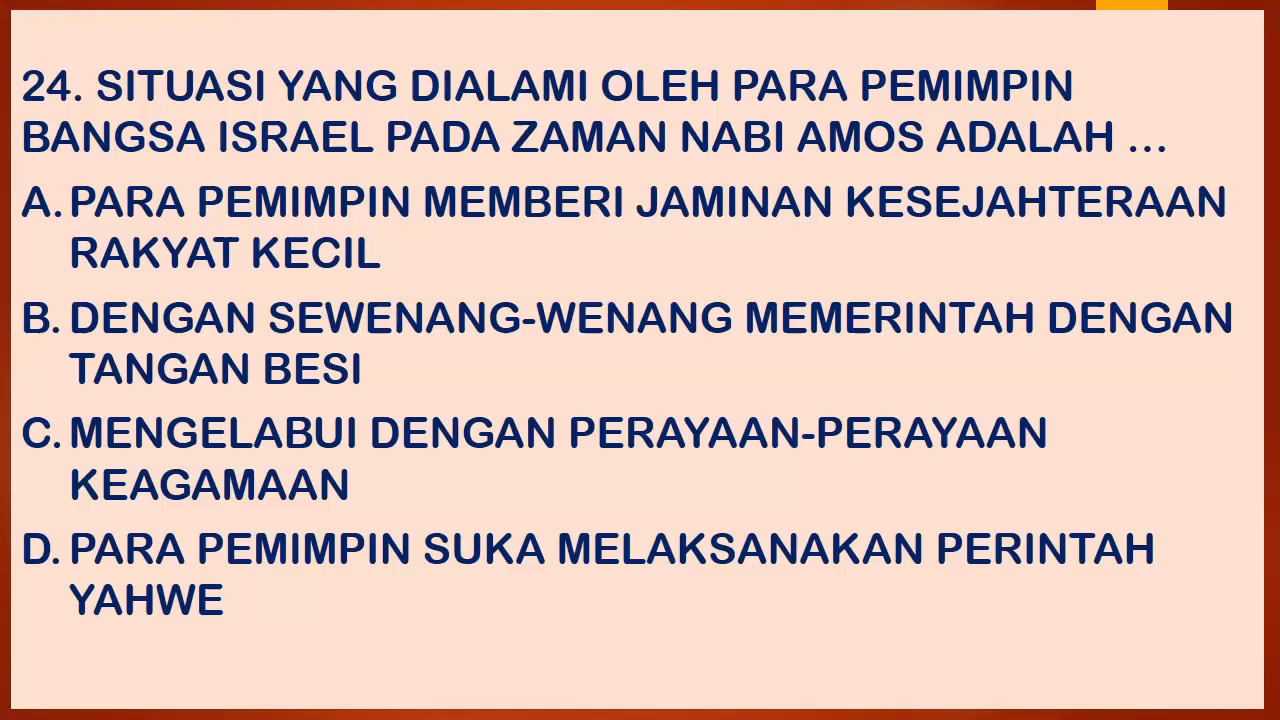 24. SITUASI YANG DIALAMI OLEH PARA PEMIMPIN
BANGSA ISRAEL PADA ZAMAN NABI AMOS ADALAH ...
A. PARA PEMIMPIN MEMBERI JAMINAN KESEJAHTERAAN
RAKYAT KECIL
B. DENGAN SEWENANG-WENANG MEMERINTAH DENGAN
TANGAN BESI
C. MENGELABUI DENGAN PERAYAAN-PERAYAAN
KEAGAMAAN
D. PARA PEMIMPIN SUKA MELAKSANAKAN PERINTAH
YAHWE